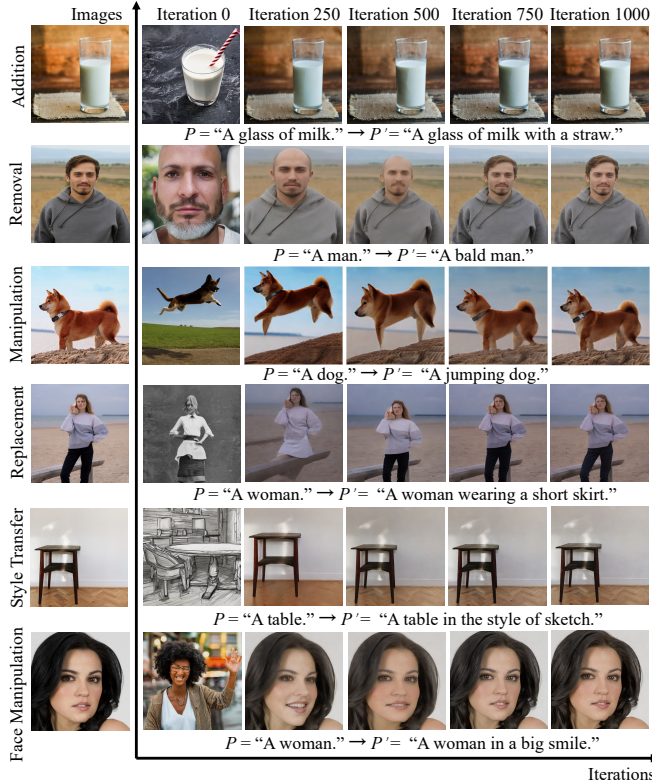 Images Iteration 0 Iteration 250 Iteration 500 Iteration 750 Iteration 1000
Addition
P = “A glass of milk.” → P ′= “A glass of milk with a straw.”
Removal
P = “A man.” → P ′= “A bald man.”
Manipulation
P = “A dog.” → P ′= “A jumping dog.”
Replacement
P = “A woman.” → P ′= “A woman wearing a short skirt.”
Style Transfer
P = “A table.” → P ′= “A table in the style of sketch.”
Face Manipulation
P = “A woman.” → P ′= “A woman in a big smile.”
Iterations